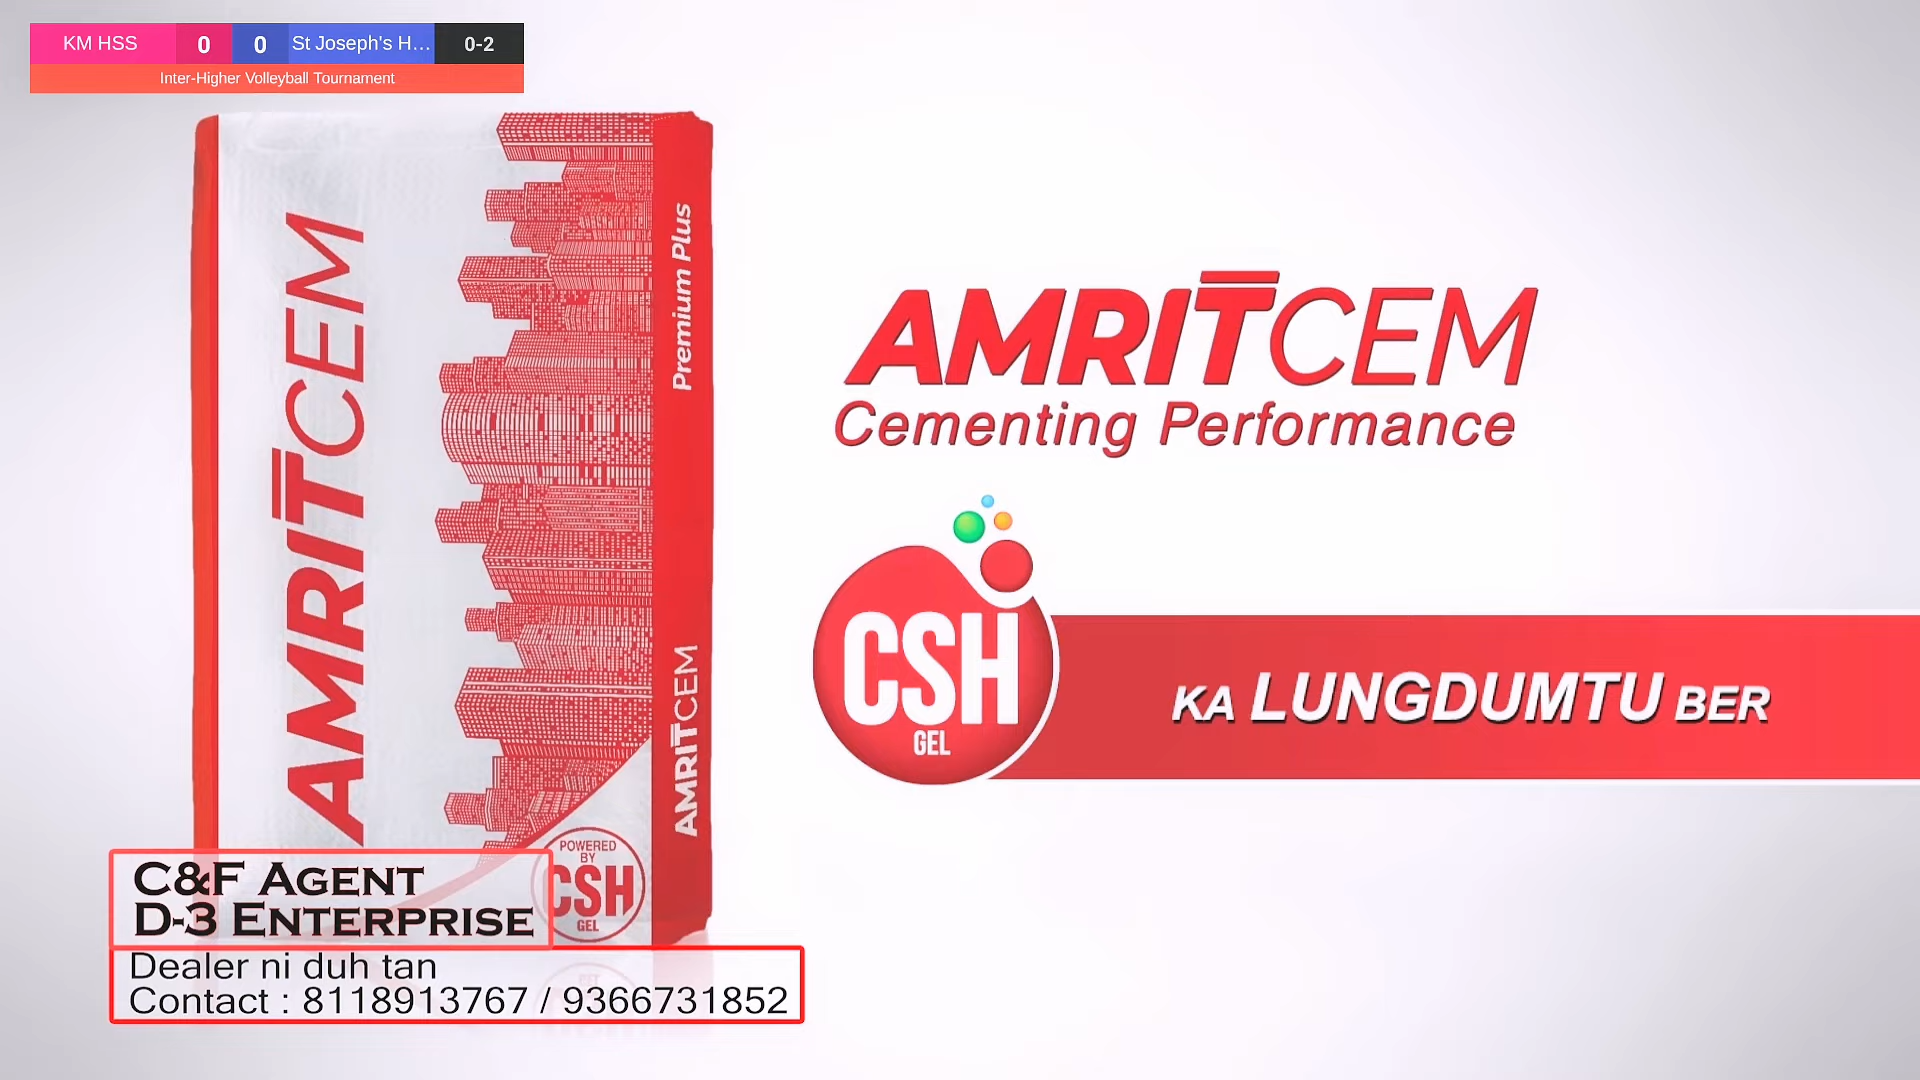 KM HSS 0 0 St Joseph's H... 0-2
Inter-Higher Volleyball Tournament
AMRITCEM
Premium Plus
AMRITCEM
POWERED
BY
CSH
GEL
AMRITCEM
Cementing Performance
CSH
GEL
KA LUNGDUMTU BER
C&F AGENT
D-3 ENTERPRISE
Dealer ni duh tan
Contact : 8118913767 / 9366731852